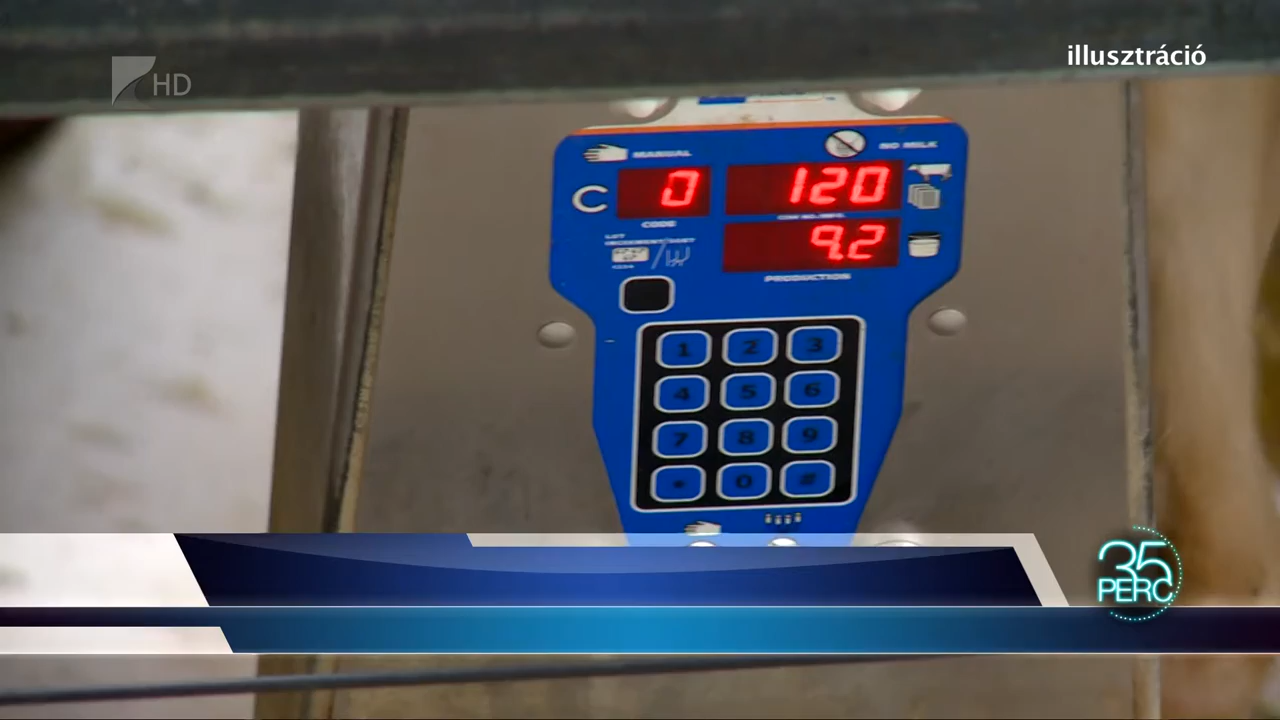 illusztráció
HD
MANUAL
NO MILK
C
0
120
CODE
9.2
PRODUCTION
1 2 3
4 5 6
7 8 9
* 0 #
35
PERC